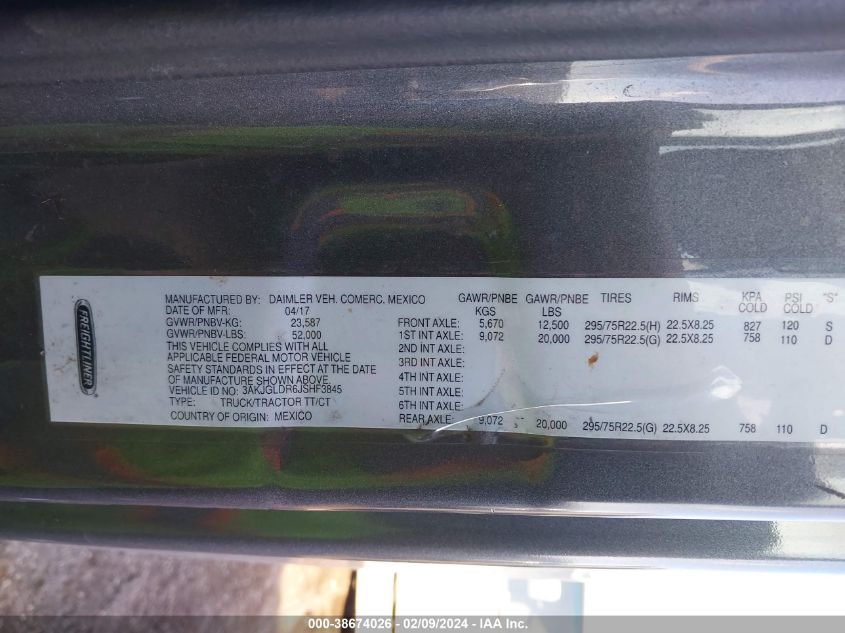 FREIGHTLINER
MANUFACTURED BY: DAIMLER VEH. COMERC. MEXICO
DATE OF MFR: 04/17
GVWR/PNBV-KG: 23,587
GVWR/PNBV-LBS: 52,000
THIS VEHICLE COMPLIES WITH ALL
APPLICABLE FEDERAL MOTOR VEHICLE
SAFETY STANDARDS IN EFFECT AT THE DATE
OF MANUFACTURE SHOWN ABOVE.
VEHICLE ID NO: 3AKJGLDR6JSHF3845
TYPE: TRUCK/TRACTOR TT/CT
COUNTRY OF ORIGIN: MEXICO
GAWR/PNBE GAWR/PNBE TIRES RIMS KPA PSI "S"
KGS LBS COLD COLD
FRONT AXLE: 5,670 12,500 295/75R22.5(H) 22.5X8.25 827 120 S
1ST INT AXLE: 9,072 20,000 295/75R22.5(G) 22.5X8.25 758 110 D
2ND INT AXLE:
3RD INT AXLE:
4TH INT AXLE:
5TH INT AXLE:
6TH INT AXLE:
REAR AXLE: 9,072 20,000 295/75R22.5(G) 22.5X8.25 758 110 D
000-38674026 - 02/09/2024 - IAA Inc.